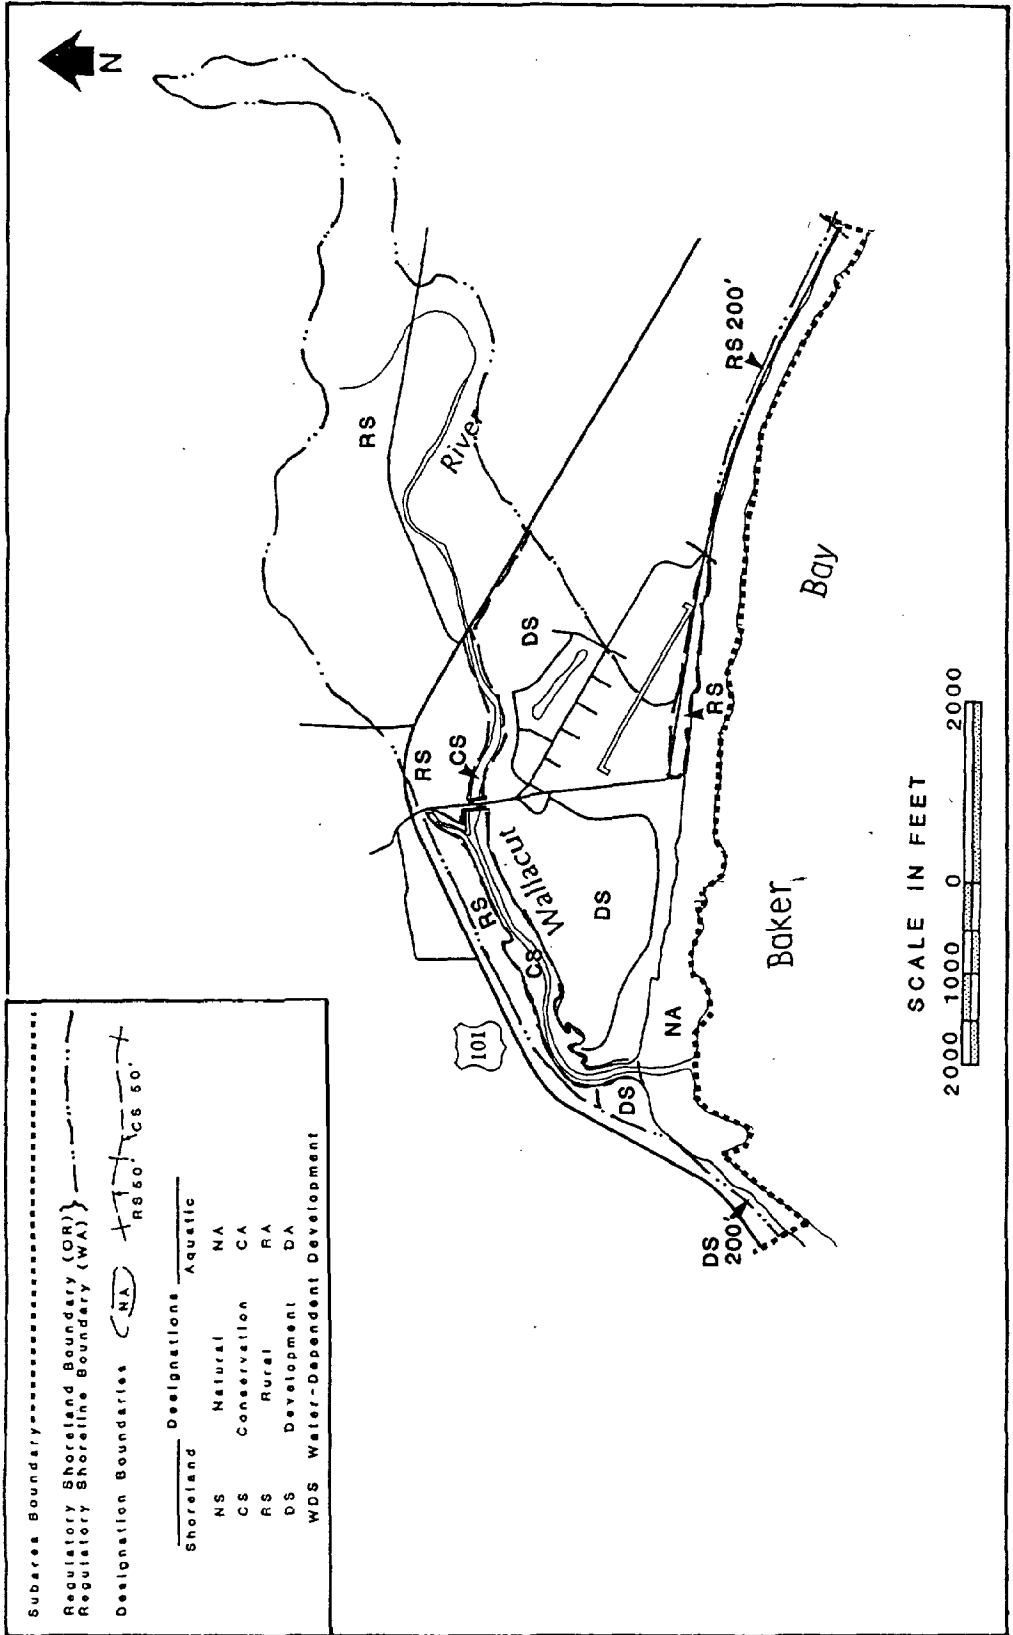 Subarea Boundary
Regulatory Shoreland Boundary (OR)}
Regulatory Shoreline Boundary (WA)}
Designation Boundaries NA RS 50' CS 50'
Designations
Shoreland Aquatic
NS Natural NA
CS Conservation CA
RS Rural RA
DS Development DA
WDS Water-Dependent Development
N
101
RS
River
RS
CS
DS
RS
Wallacut
CS
DS
RS
RS 200'
DS
NA
DS 200'
Baker
Bay
SCALE IN FEET
2000 1000 0 2000